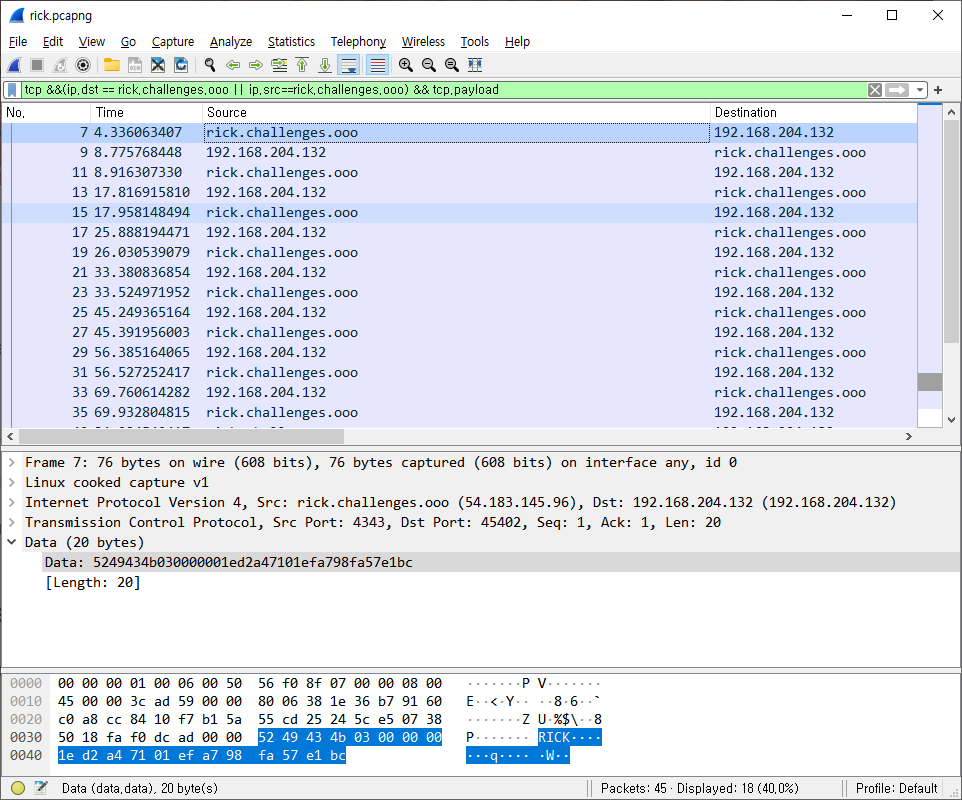 rick.pcapng
File Edit View Go Capture Analyze Statistics Telephony Wireless Tools Help
tcp &&(ip.dst == rick.challenges.ooo || ip.src==rick.challenges.ooo) && tcp.payload
No. Time Source Destination
7 4.336063407 rick.challenges.ooo 192.168.204.132
9 8.775768448 192.168.204.132 rick.challenges.ooo
11 8.916307330 rick.challenges.ooo 192.168.204.132
13 17.816915810 192.168.204.132 rick.challenges.ooo
15 17.958148494 rick.challenges.ooo 192.168.204.132
17 25.888194471 192.168.204.132 rick.challenges.ooo
19 26.030539079 rick.challenges.ooo 192.168.204.132
21 33.380836854 192.168.204.132 rick.challenges.ooo
23 33.524971952 rick.challenges.ooo 192.168.204.132
25 45.249365164 192.168.204.132 rick.challenges.ooo
27 45.391956003 rick.challenges.ooo 192.168.204.132
29 56.385164065 192.168.204.132 rick.challenges.ooo
31 56.527252417 rick.challenges.ooo 192.168.204.132
33 69.760614282 192.168.204.132 rick.challenges.ooo
35 69.932804815 rick.challenges.ooo 192.168.204.132
Frame 7: 76 bytes on wire (608 bits), 76 bytes captured (608 bits) on interface any, id 0
Linux cooked capture v1
Internet Protocol Version 4, Src: rick.challenges.ooo (54.183.145.96), Dst: 192.168.204.132 (192.168.204.132)
Transmission Control Protocol, Src Port: 4343, Dst Port: 45402, Seq: 1, Ack: 1, Len: 20
Data (20 bytes)
Data: 5249434b030000001ed2a47101efa798fa57e1bc
[Length: 20]
0000 00 00 00 01 00 06 00 50 56 f0 8f 07 00 00 08 00 ·······P V·······
0010 45 00 00 3c ad 59 00 00 80 06 38 1e 36 b7 91 60 E··<·Y·· ··8·6··`
0020 c0 a8 cc 84 10 f7 b1 5a 55 cd 25 24 5c e5 07 38 ·······Z U·%$\··8
0030 50 18 fa f0 dc ad 00 00 52 49 43 4b 03 00 00 00 P······· RICK····
0040 1e d2 a4 71 01 ef a7 98 fa 57 e1 bc ···q···· ·W··
Data (data.data), 20 byte(s) Packets: 45 · Displayed: 18 (40.0%) Profile: Default